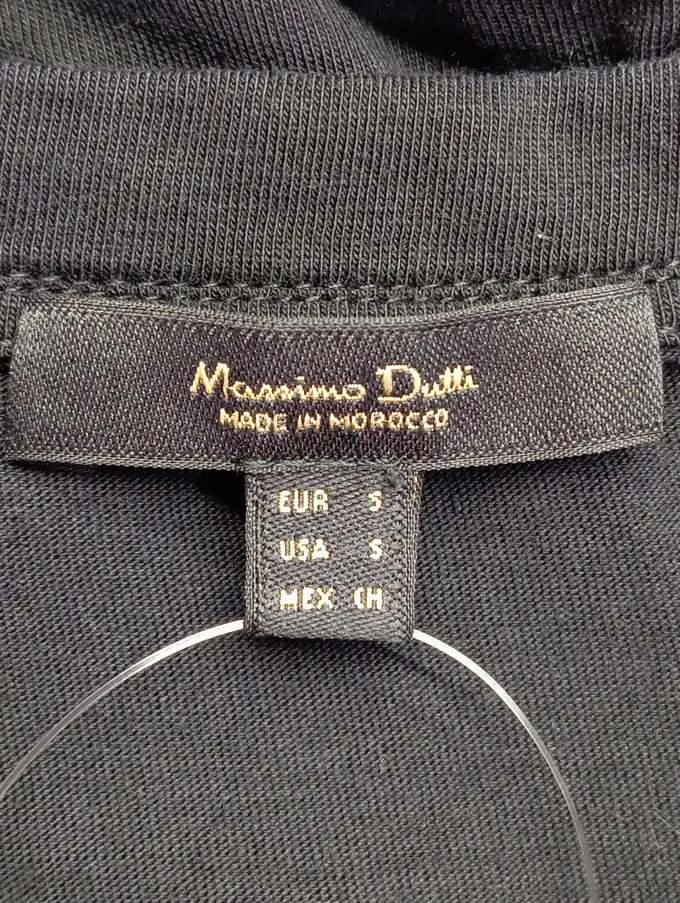 Massimo Dutti
MADE IN MOROCCO
EUR S
USA S
MEX CH